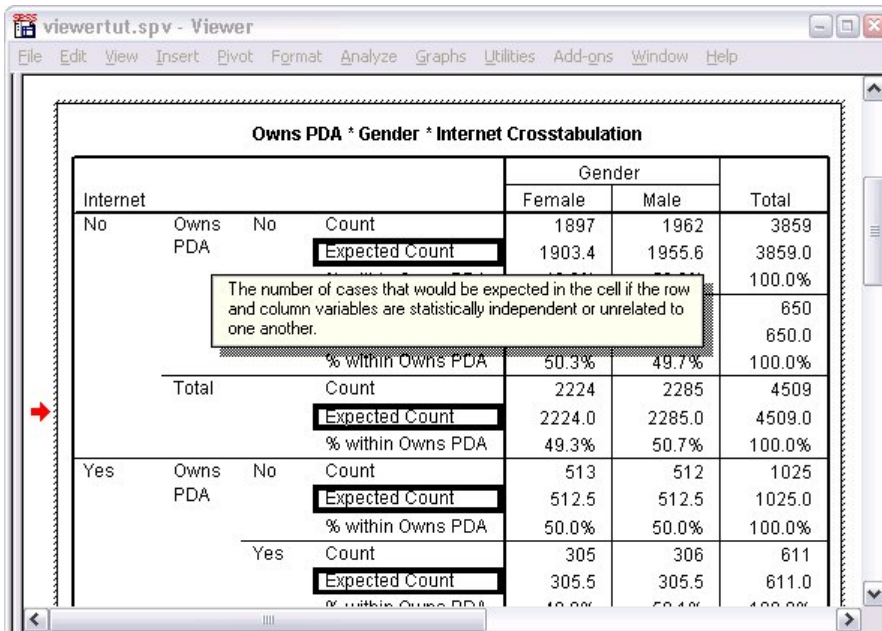 viewertut.spv - Viewer
File Edit View Insert Pivot Format Analyze Graphs Utilities Add-ons Window Help
Owns PDA * Gender * Internet Crosstabulation
Gender
Internet Female Male Total
No Owns PDA No Count 1897 1962 3859
Expected Count 1903.4 1955.6 3859.0
100.0%
The number of cases that would be expected in the cell if the row
and column variables are statistically independent or unrelated to
one another.
650
650.0
% within Owns PDA 50.3% 49.7% 100.0%
Total Count 2224 2285 4509
Expected Count 2224.0 2285.0 4509.0
% within Owns PDA 49.3% 50.7% 100.0%
Yes Owns PDA No Count 513 512 1025
Expected Count 512.5 512.5 1025.0
% within Owns PDA 50.0% 50.0% 100.0%
Yes Count 305 306 611
Expected Count 305.5 305.5 611.0